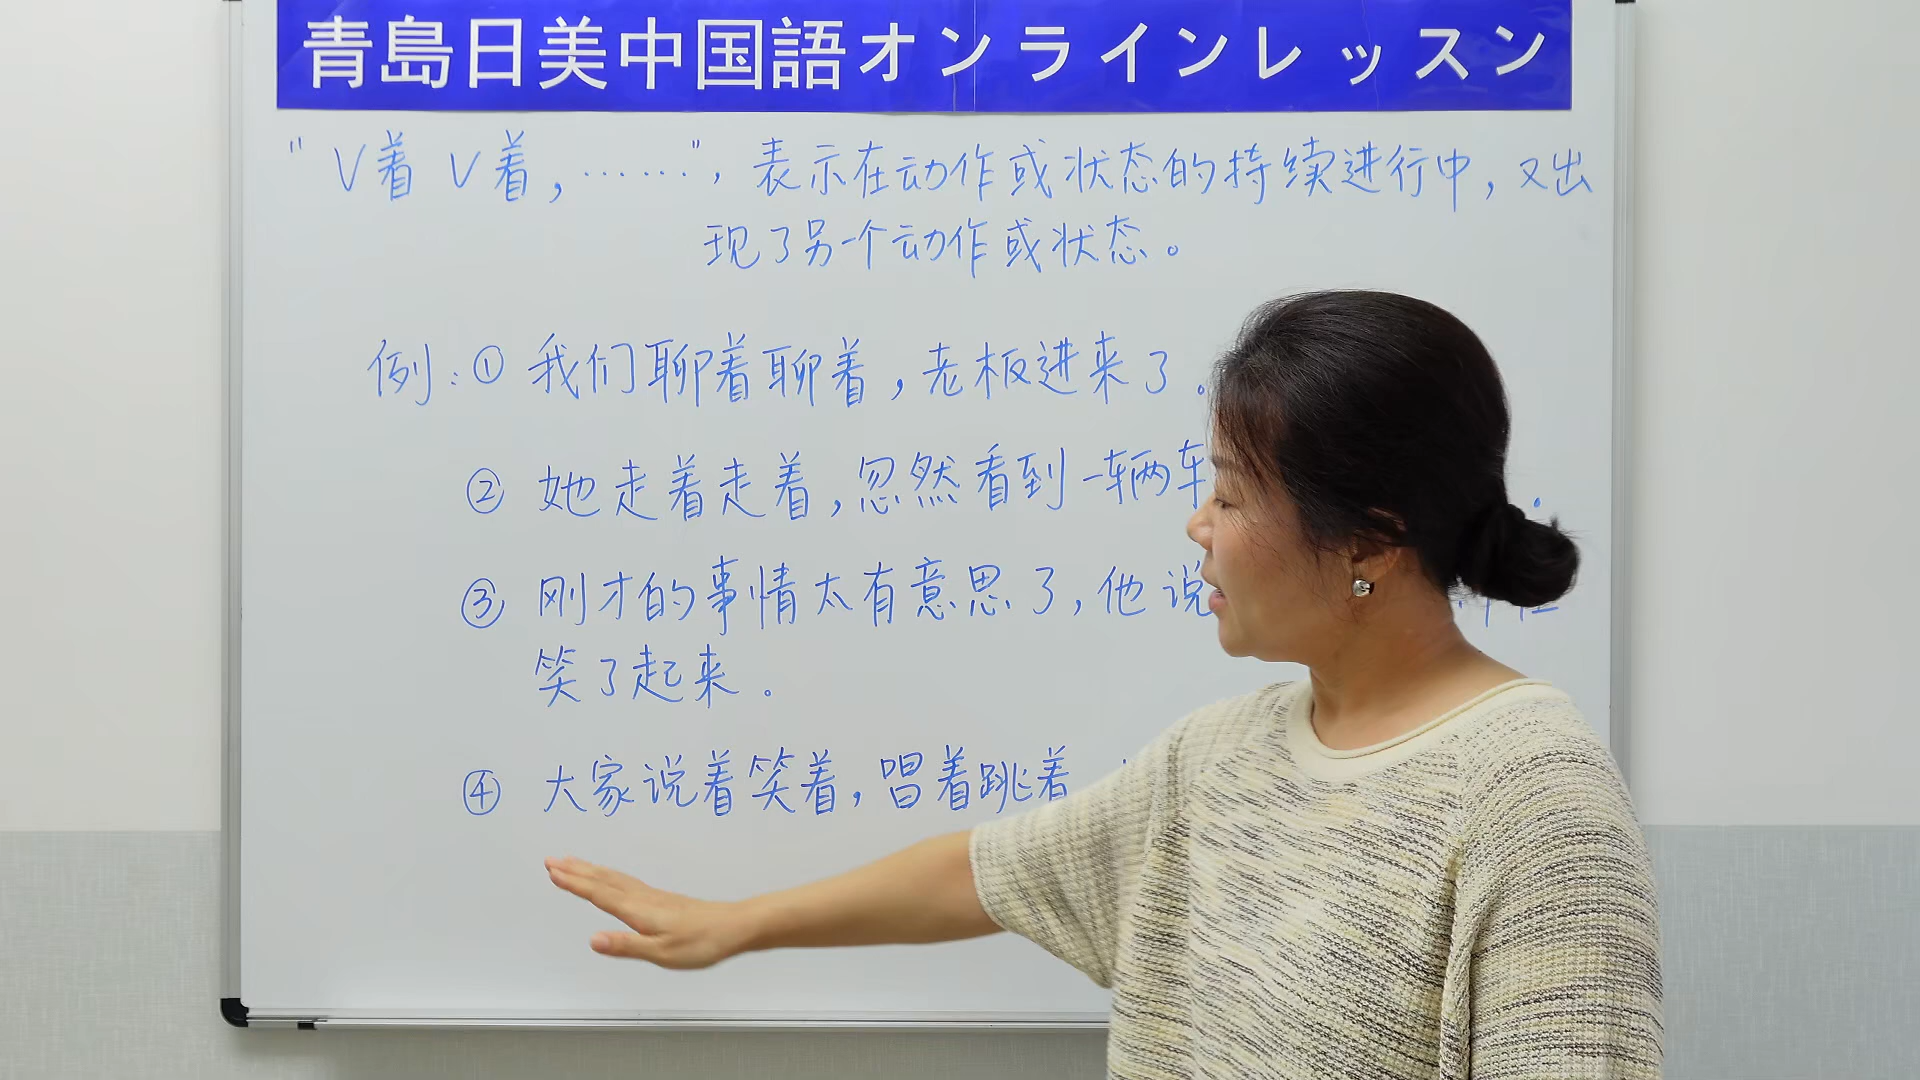 青島日美中国語オンラインレッスン
"V着 V着，……"，表示在动作或状态的持续进行中，又出
现了另一个动作或状态。
例：① 我们聊着聊着，老板进来了。
② 她走着走着，忽然看到一辆车
③ 刚才的事情太有意思了，他说
笑了起来。
④ 大家说着笑着，唱着跳着